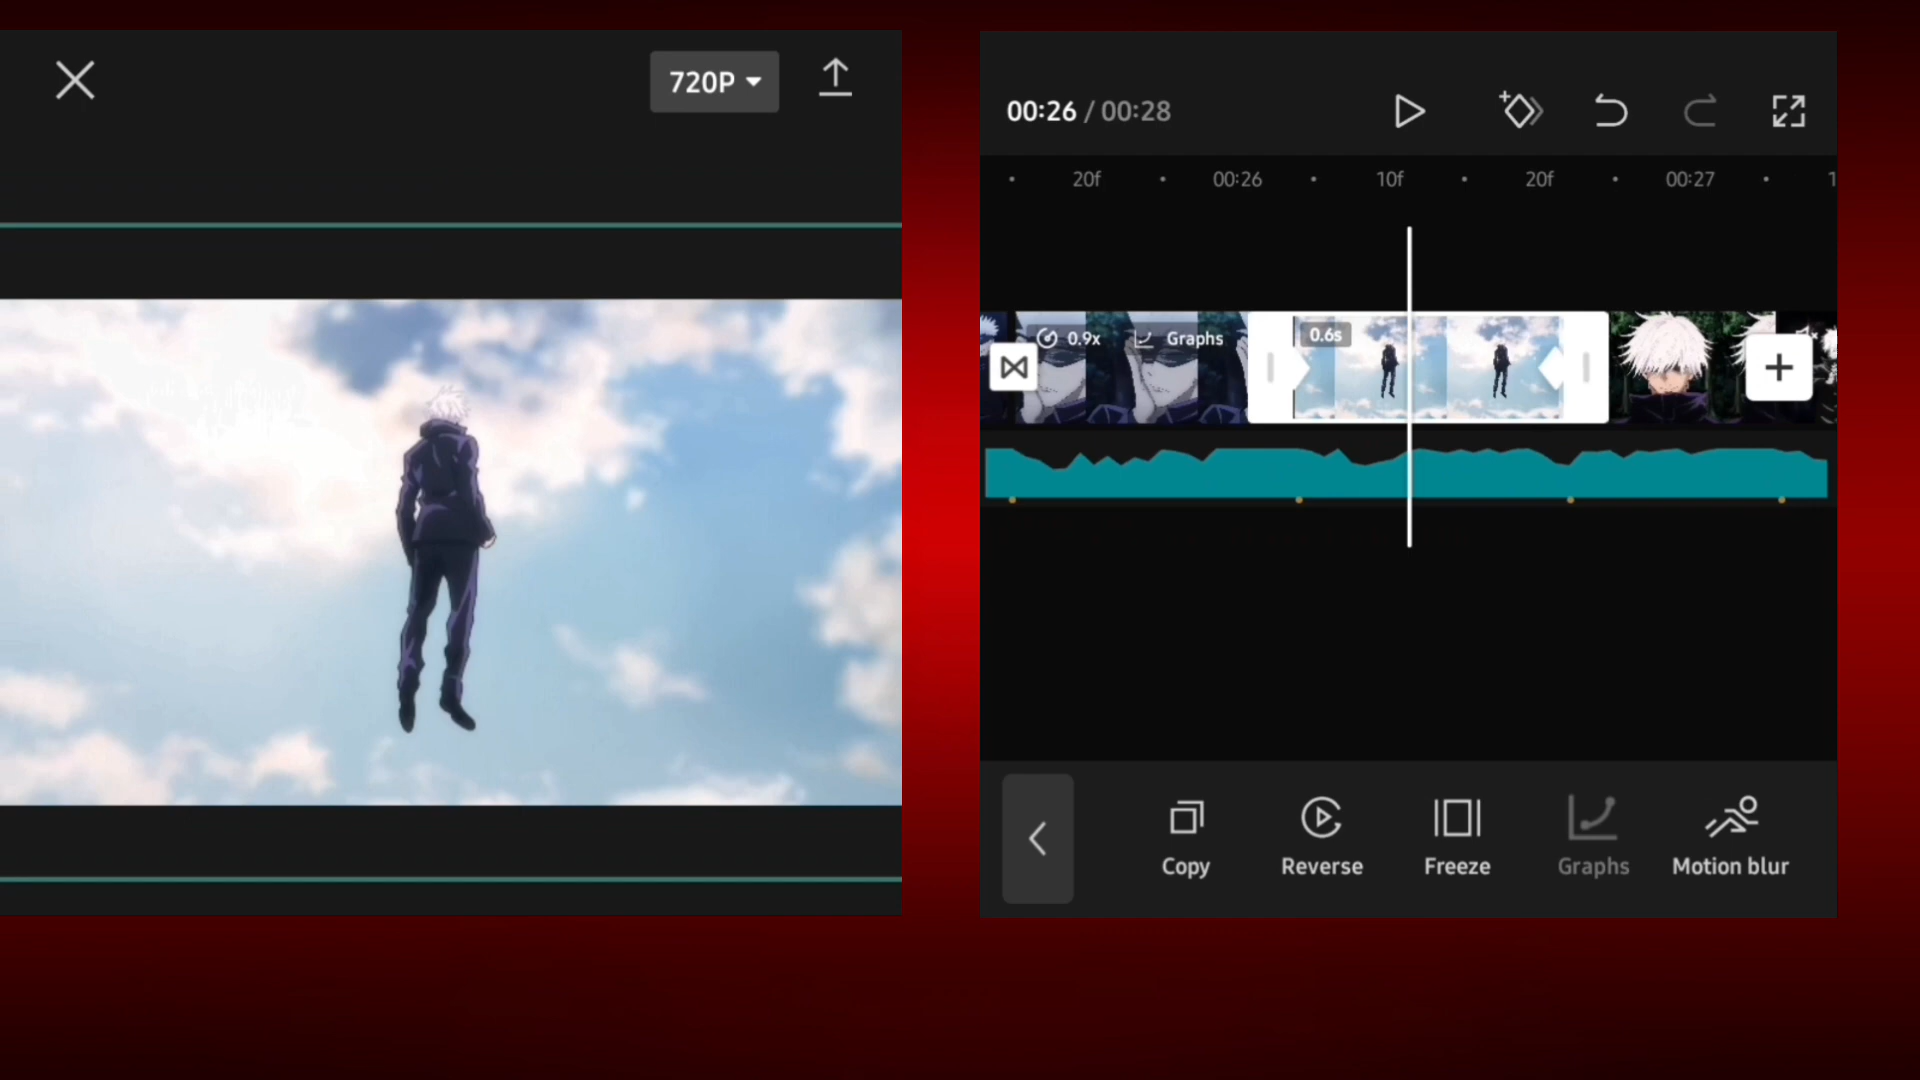 720P
00:26 / 00:28
20f 00:26 10f 20f 00:27 1
0.9x Graphs 0.6s
Copy Reverse Freeze Graphs Motion blur